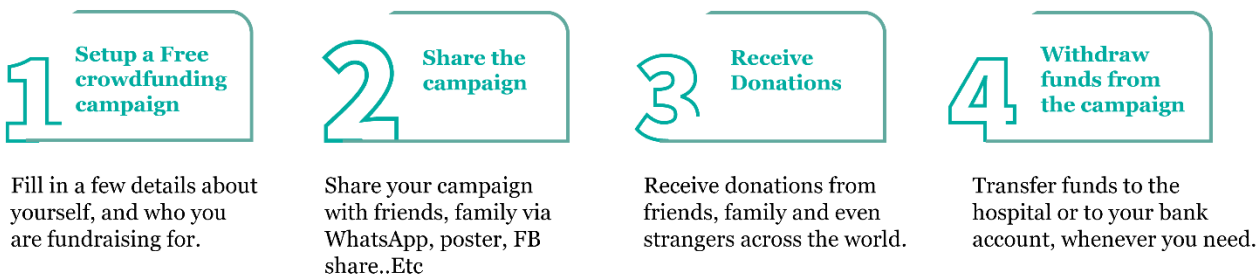 1
Setup a Free
crowdfunding
campaign
Fill in a few details about
yourself, and who you
are fundraising for.
2
Share the
campaign
Share your campaign
with friends, family via
WhatsApp, poster, FB
share..Etc
3
Receive
Donations
Receive donations from
friends, family and even
strangers across the world.
4
Withdraw
funds from
the campaign
Transfer funds to the
hospital or to your bank
account, whenever you need.